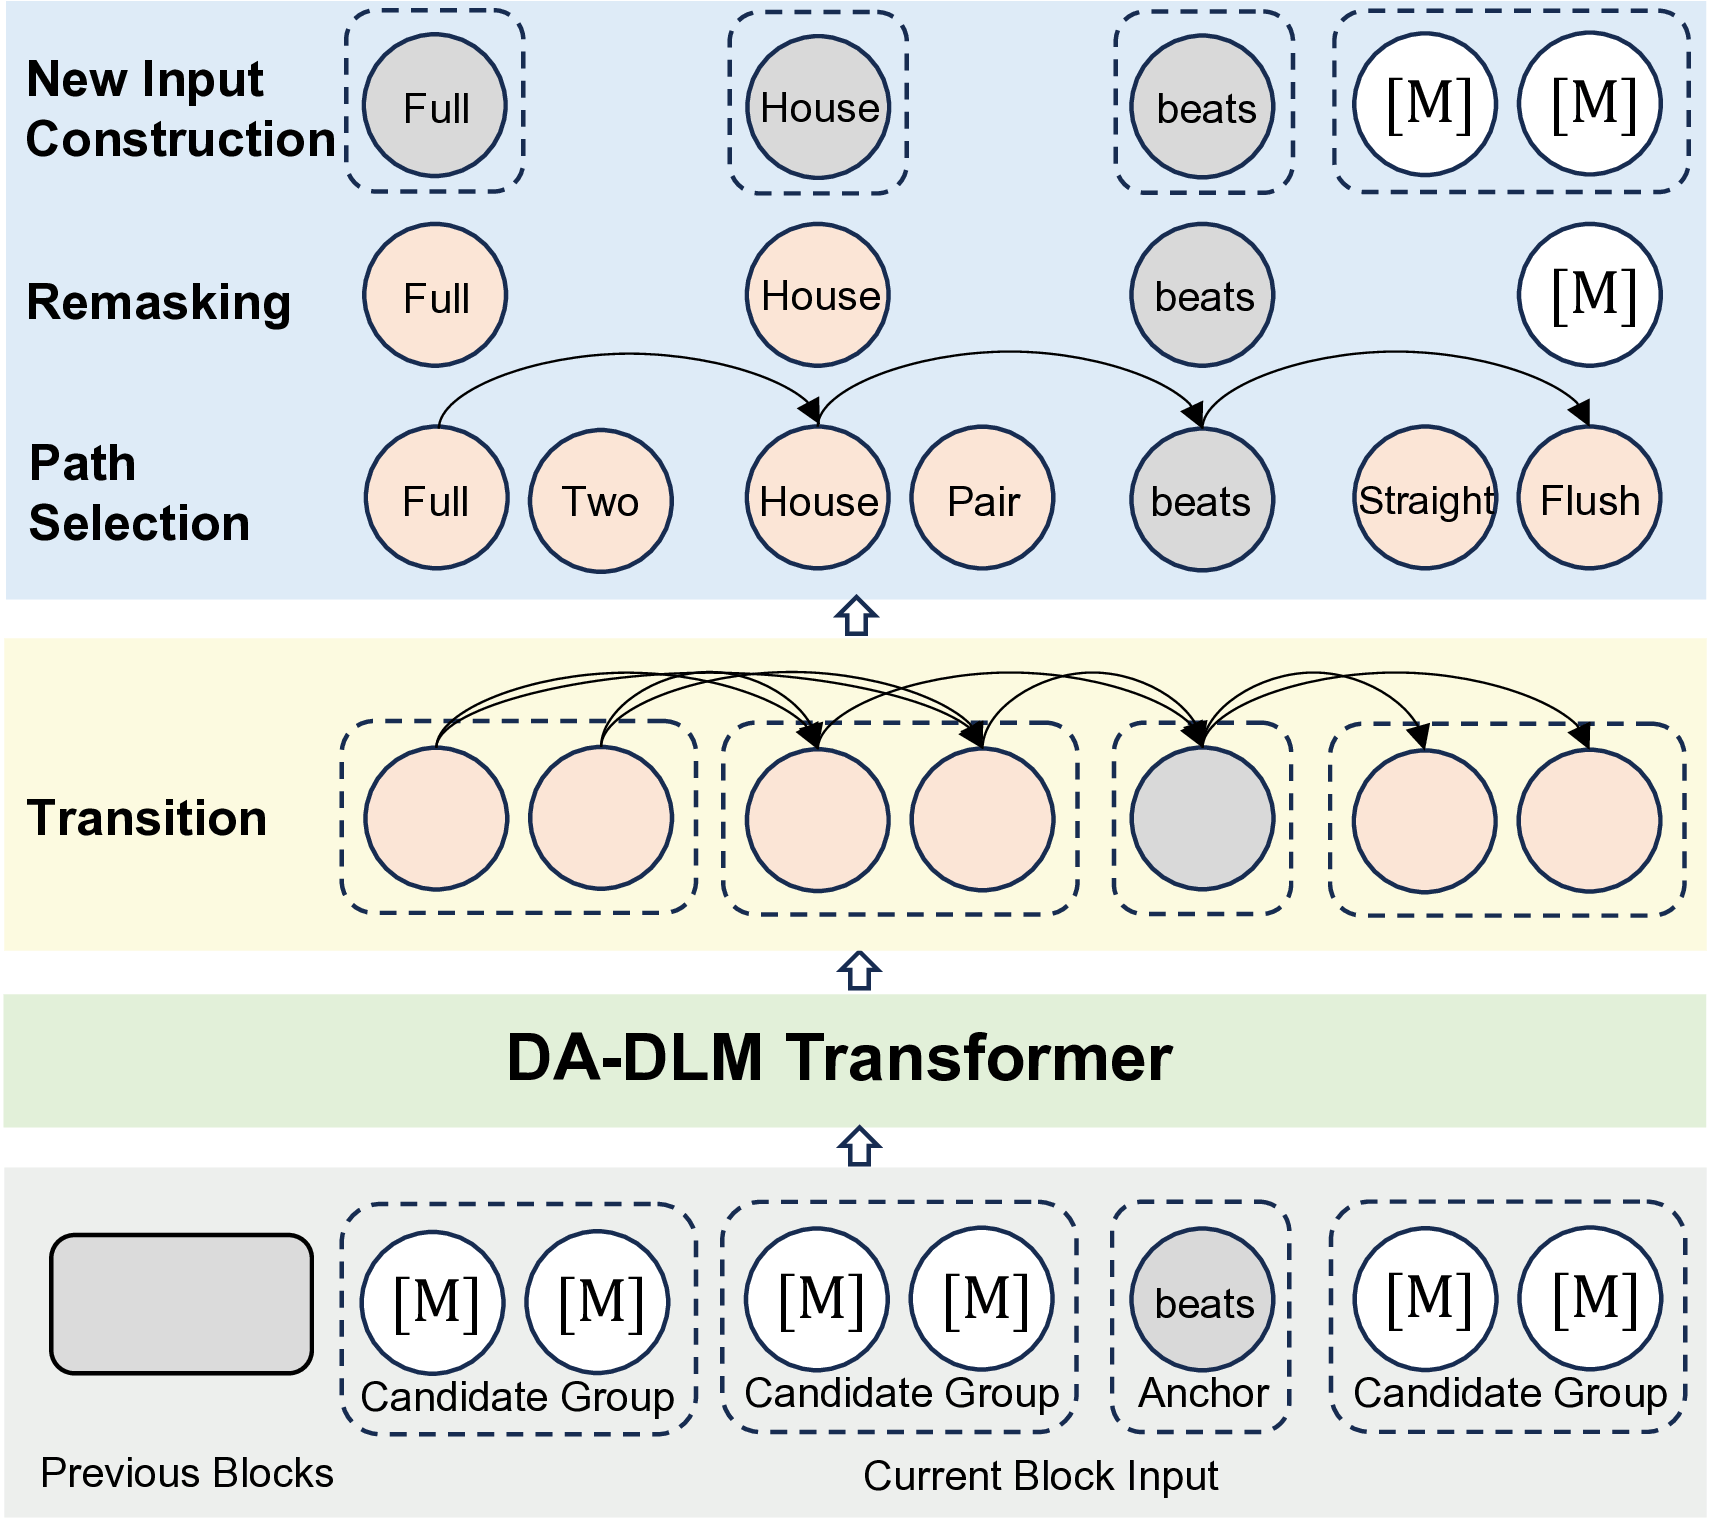 New Input
Construction
Full
House
beats
[M]
[M]
Remasking
Full
House
beats
[M]
Path
Selection
Full
Two
House
Pair
beats
Straight
Flush
Transition
DA-DLM Transformer
[M]
[M]
Candidate Group
[M]
[M]
Candidate Group
beats
Anchor
[M]
[M]
Candidate Group
Previous Blocks
Current Block Input